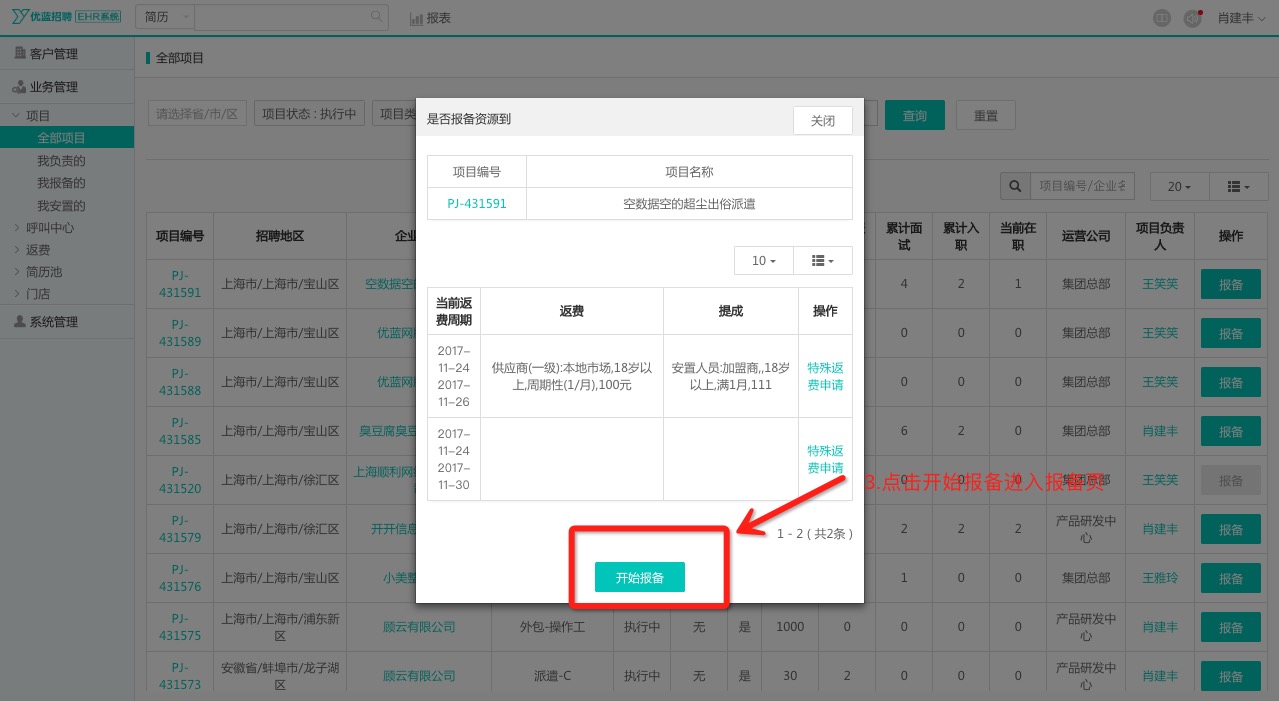 优蓝招聘 EHR系统
简历
报表
肖建丰
客户管理
业务管理
项目
全部项目
我负责的
我报备的
我安置的
呼叫中心
返费
简历池
门店
系统管理
全部项目
请选择省/市/区
项目状态 : 执行中
项目类
查询
重置
项目编号/企业名
20
是否报备资源到
关闭
项目编号 项目名称
PJ-431591 空数据空的超尘出俗派遣
10
当前返费周期 返费 提成 操作
2017-11-24 2017-11-26 供应商(一级):本地市场,18岁以上,周期性(1/月),100元 安置人员:加盟商,,18岁以上,满1月,111 特殊返费申请
2017-11-24 2017-11-30 特殊返费申请
3.点击开始报备进入报备页
1 - 2 ( 共2条 )
开始报备
项目编号 招聘地区 企业 累计面试 累计入职 当前在职 运营公司 项目负责人 操作
PJ-431591 上海市/上海市/宝山区 空数据空 4 2 1 集团总部 王笑笑 报备
PJ-431589 上海市/上海市/宝山区 优蓝网 0 0 0 集团总部 王笑笑 报备
PJ-431588 上海市/上海市/宝山区 优蓝网 0 0 0 集团总部 王笑笑 报备
PJ-431585 上海市/上海市/宝山区 臭豆腐臭豆 6 2 0 集团总部 肖建丰 报备
PJ-431520 上海市/上海市/徐汇区 上海顺利网 0 0 0 集团总部 王笑笑 报备
PJ-431579 上海市/上海市/徐汇区 开开信息 2 2 2 产品研发中心 肖建丰 报备
PJ-431576 上海市/上海市/宝山区 小美整 1 0 0 集团总部 王雅玲 报备
PJ-431575 上海市/上海市/浦东新区 顾云有限公司 外包-操作工 执行中 无 是 1000 0 0 0 0 产品研发中心 肖建丰 报备
PJ-431573 安徽省/蚌埠市/龙子湖区 顾云有限公司 派遣-C 执行中 无 是 30 2 0 0 0 产品研发中心 肖建丰 报备